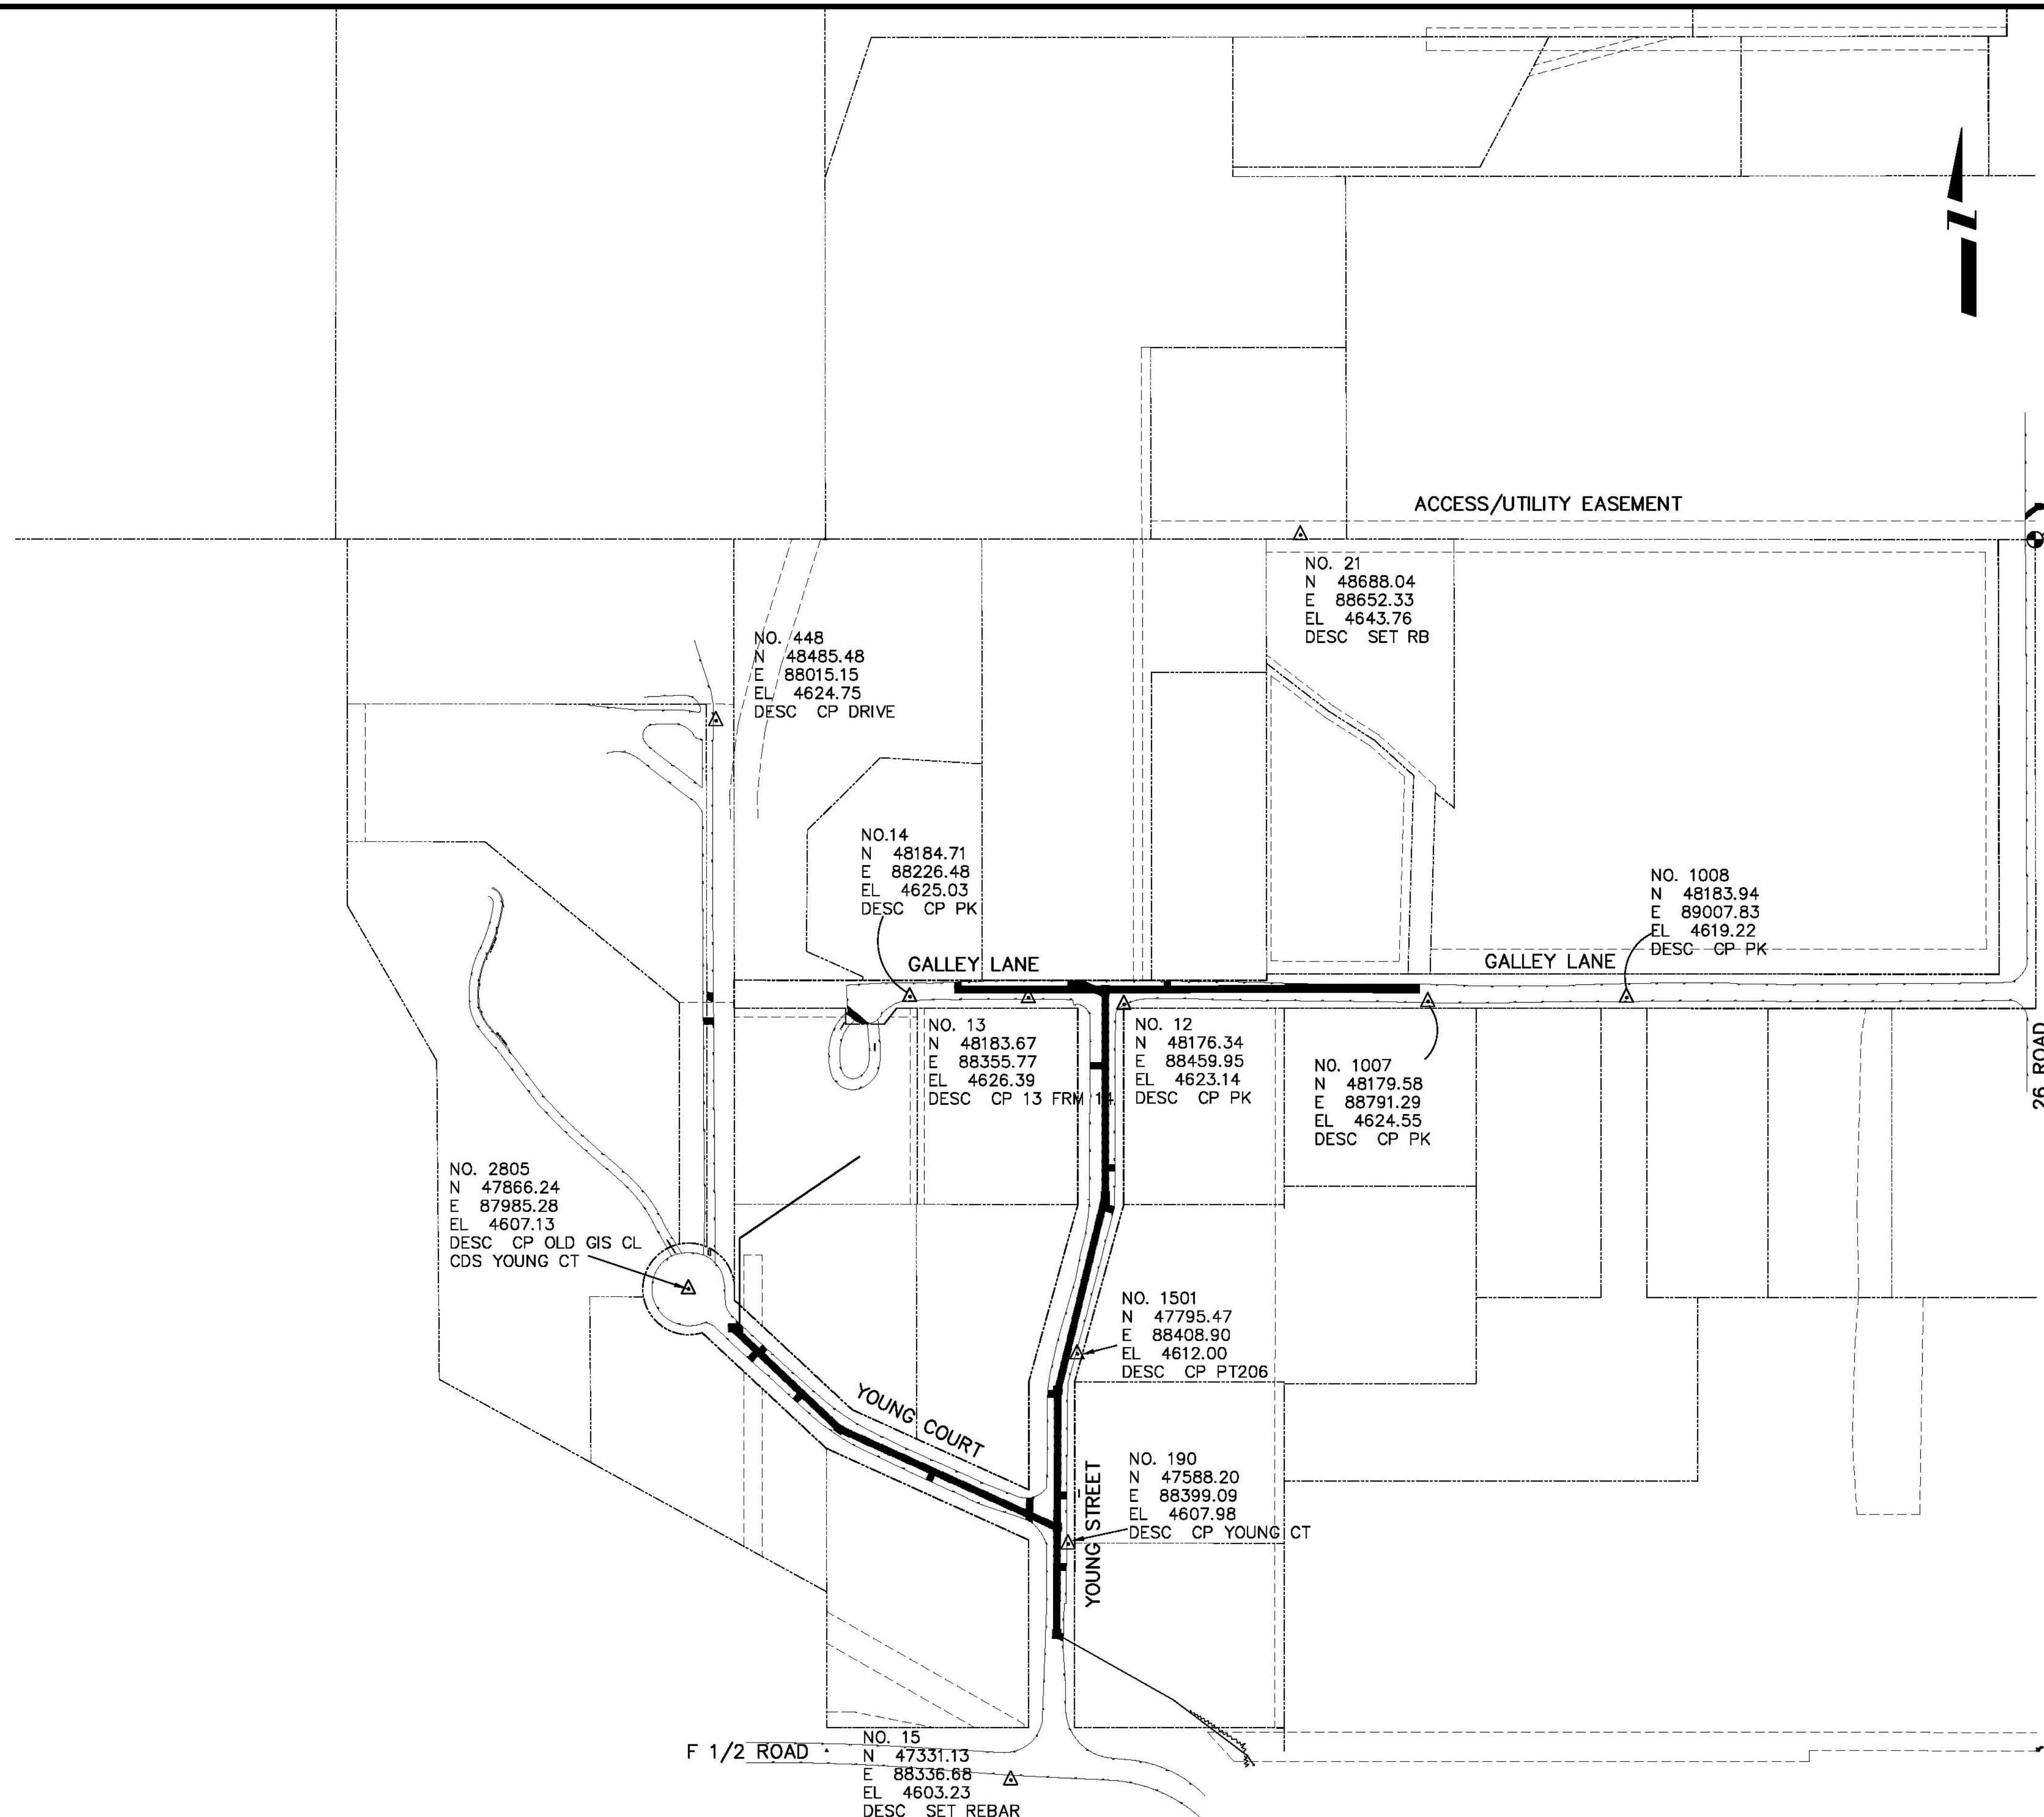 ACCESS/UTILITY EASEMENT
NO. 21
N 48688.04
E 88652.33
EL 4643.76
DESC SET RB
NO. 448
N 48485.48
E 88015.15
EL 4624.75
DESC CP DRIVE
NO.14
N 48184.71
E 88226.48
EL 4625.03
DESC CP PK
NO. 1008
N 48183.94
E 89007.83
EL 4619.22
DESC CP PK
GALLEY LANE
GALLEY LANE
NO. 13
N 48183.67
E 88355.77
EL 4626.39
DESC CP 13 FRM 14
NO. 12
N 48176.34
E 88459.95
EL 4623.14
DESC CP PK
NO. 1007
N 48179.58
E 88791.29
EL 4624.55
DESC CP PK
26 ROAD
NO. 2805
N 47866.24
E 87985.28
EL 4607.13
DESC CP OLD GIS CL
CDS YOUNG CT
NO. 1501
N 47795.47
E 88408.90
EL 4612.00
DESC CP PT206
YOUNG COURT
NO. 190
N 47588.20
E 88399.09
EL 4607.98
DESC CP YOUNG CT
YOUNG STREET
F 1/2 ROAD
NO. 15
N 47331.13
E 88336.68
EL 4603.23
DESC SET REBAR